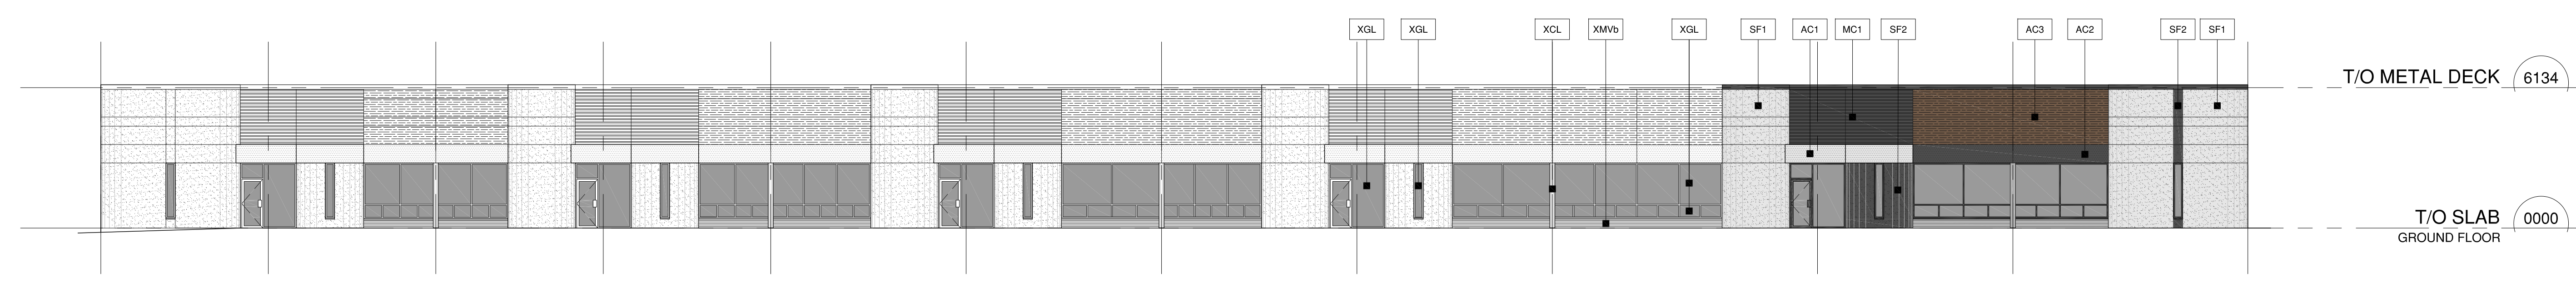 XGL XGL XCL XMVb XGL SF1 AC1 MC1 SF2 AC3 AC2 SF2 SF1
T/O METAL DECK 6134
T/O SLAB 0000
GROUND FLOOR